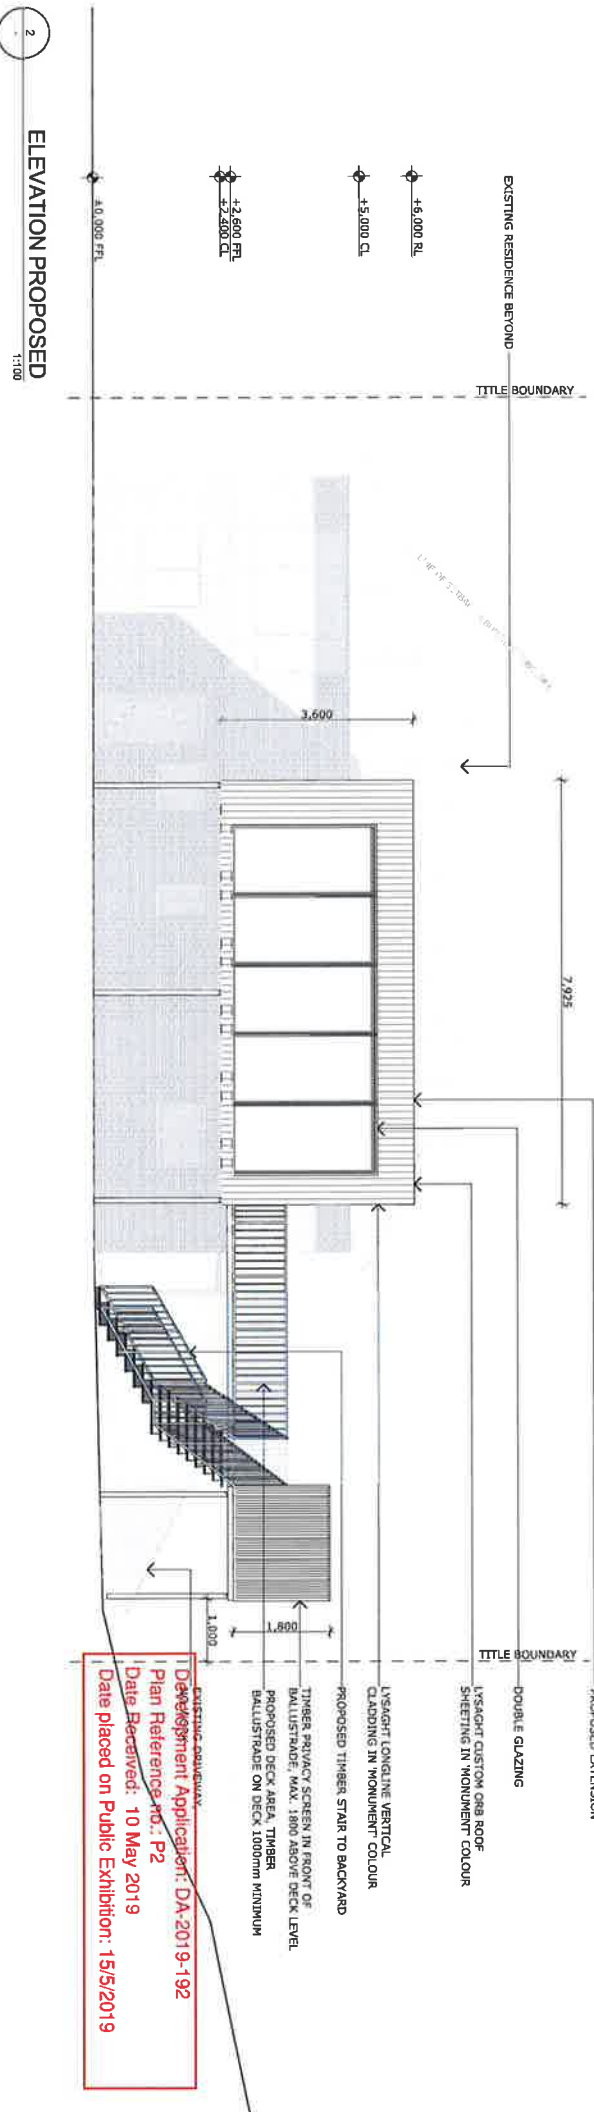 EXISTING RESIDENCE BEYOND
+6,000 RL
+5,000 CL
+2,600 FFL
+2,400 CL
±0,000 FFL
TITLE BOUNDARY
3,600
7,925
1,800
1,000
TITLE BOUNDARY
PROPOSED EXTENSION
DOUBLE GLAZING
LYSAGHT CUSTOM ORB ROOF
SHEETING IN 'MONUMENT' COLOUR
LYSAGHT LONGLINE VERTICAL
CLADDING IN 'MONUMENT' COLOUR
PROPOSED TIMBER STAIR TO BACKYARD
TIMBER PRIVACY SCREEN IN FRONT OF
BALLUSTRADE, MAX. 1800 ABOVE DECK LEVEL
PROPOSED DECK AREA, TIMBER
BALLUSTRADE ON DECK 1000mm MINIMUM
EXISTING DRIVEWAY
Development Application: DA-2019-192
Plan Reference no.: P2
Date Received: 10 May 2019
Date placed on Public Exhibition: 15/5/2019
2
ELEVATION PROPOSED
1:100